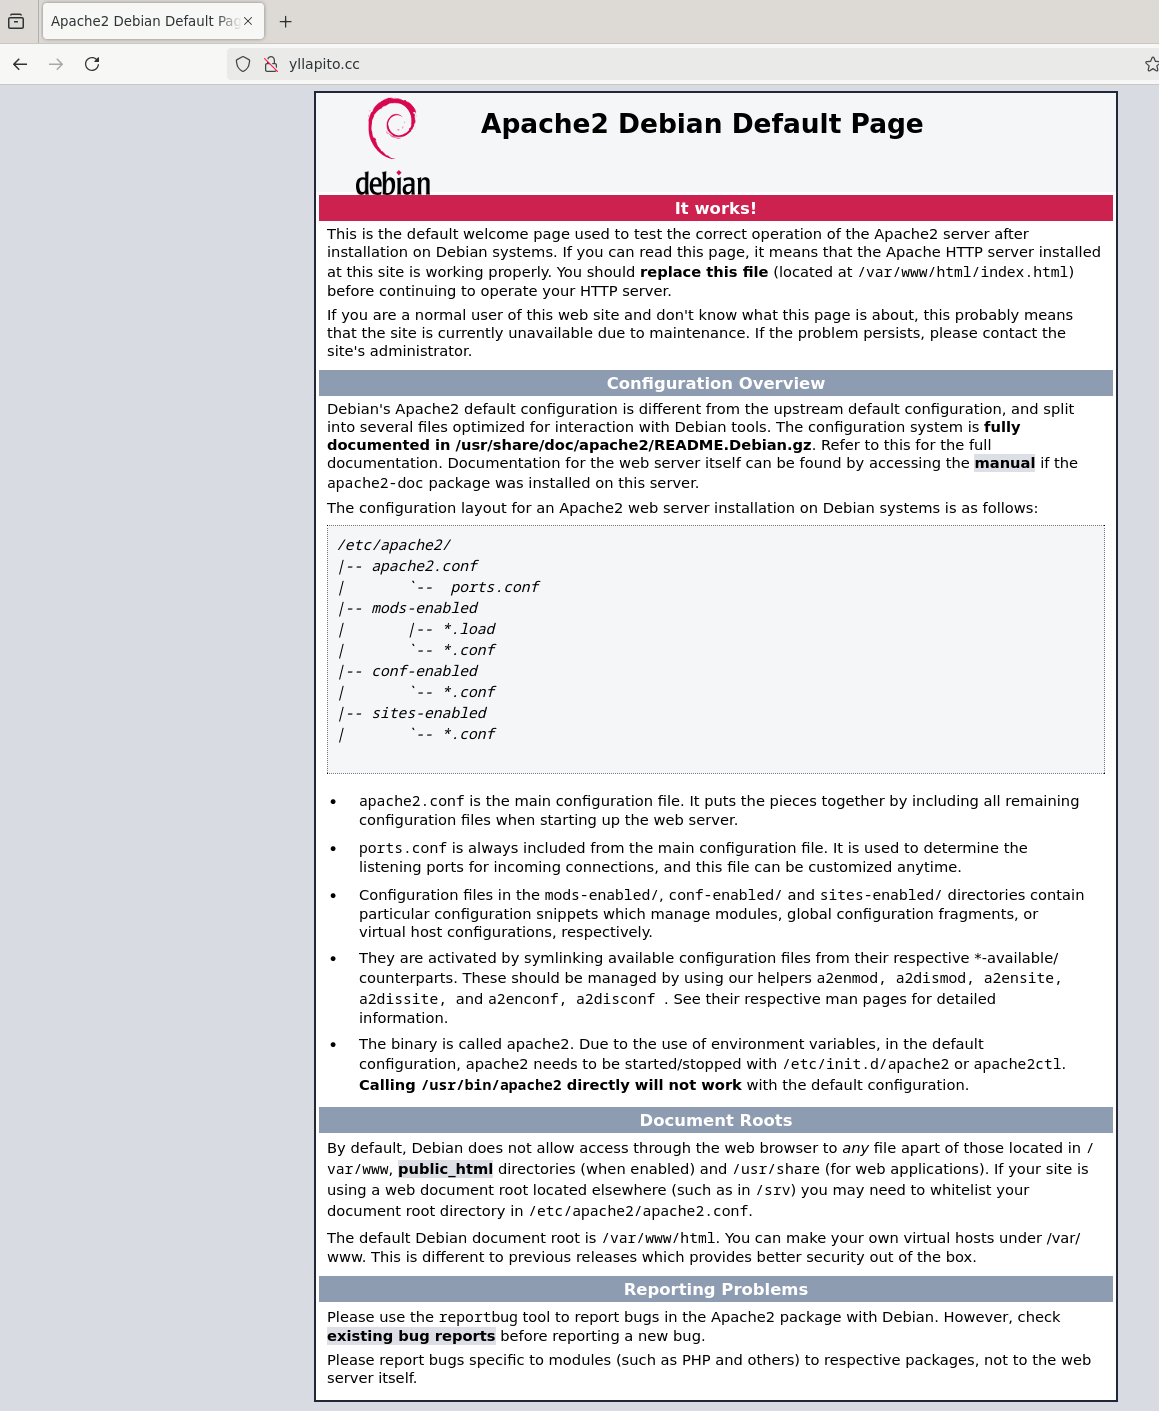 Apache2 Debian Default Pag
yllapito.cc
debian
Apache2 Debian Default Page
It works!
This is the default welcome page used to test the correct operation of the Apache2 server after
installation on Debian systems. If you can read this page, it means that the Apache HTTP server installed
at this site is working properly. You should replace this file (located at /var/www/html/index.html)
before continuing to operate your HTTP server.
If you are a normal user of this web site and don't know what this page is about, this probably means
that the site is currently unavailable due to maintenance. If the problem persists, please contact the
site's administrator.
Configuration Overview
Debian's Apache2 default configuration is different from the upstream default configuration, and split
into several files optimized for interaction with Debian tools. The configuration system is fully
documented in /usr/share/doc/apache2/README.Debian.gz. Refer to this for the full
documentation. Documentation for the web server itself can be found by accessing the manual if the
apache2-doc package was installed on this server.
The configuration layout for an Apache2 web server installation on Debian systems is as follows:
/etc/apache2/
|-- apache2.conf
|       `--  ports.conf
|-- mods-enabled
|       |-- *.load
|       `-- *.conf
|-- conf-enabled
|       `-- *.conf
|-- sites-enabled
|       `-- *.conf
• apache2.conf is the main configuration file. It puts the pieces together by including all remaining
configuration files when starting up the web server.
• ports.conf is always included from the main configuration file. It is used to determine the
listening ports for incoming connections, and this file can be customized anytime.
• Configuration files in the mods-enabled/, conf-enabled/ and sites-enabled/ directories contain
particular configuration snippets which manage modules, global configuration fragments, or
virtual host configurations, respectively.
• They are activated by symlinking available configuration files from their respective *-available/
counterparts. These should be managed by using our helpers a2enmod, a2dismod, a2ensite,
a2dissite, and a2enconf, a2disconf . See their respective man pages for detailed
information.
• The binary is called apache2. Due to the use of environment variables, in the default
configuration, apache2 needs to be started/stopped with /etc/init.d/apache2 or apache2ctl.
Calling /usr/bin/apache2 directly will not work with the default configuration.
Document Roots
By default, Debian does not allow access through the web browser to any file apart of those located in /
var/www, public_html directories (when enabled) and /usr/share (for web applications). If your site is
using a web document root located elsewhere (such as in /srv) you may need to whitelist your
document root directory in /etc/apache2/apache2.conf.
The default Debian document root is /var/www/html. You can make your own virtual hosts under /var/
www. This is different to previous releases which provides better security out of the box.
Reporting Problems
Please use the reportbug tool to report bugs in the Apache2 package with Debian. However, check
existing bug reports before reporting a new bug.
Please report bugs specific to modules (such as PHP and others) to respective packages, not to the web
server itself.